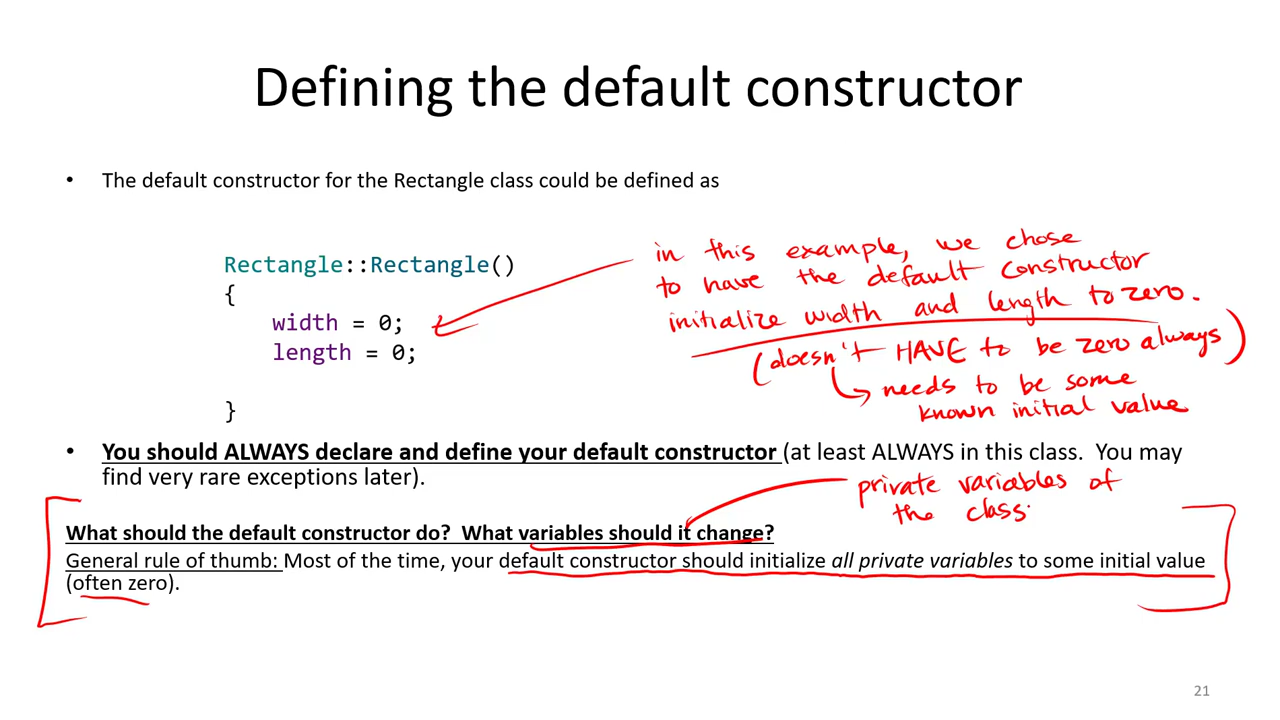 Defining the default constructor
• The default constructor for the Rectangle class could be defined as
Rectangle::Rectangle()
{
width = 0;
length = 0;
}
in this example, we chose
to have the default constructor
initialize width and length to zero.
(doesn't HAVE to be zero always)
needs to be some
known initial value
• You should ALWAYS declare and define your default constructor (at least ALWAYS in this class. You may
find very rare exceptions later).
private variables of
the class.
What should the default constructor do? What variables should it change?
General rule of thumb: Most of the time, your default constructor should initialize all private variables to some initial value
(often zero).
21